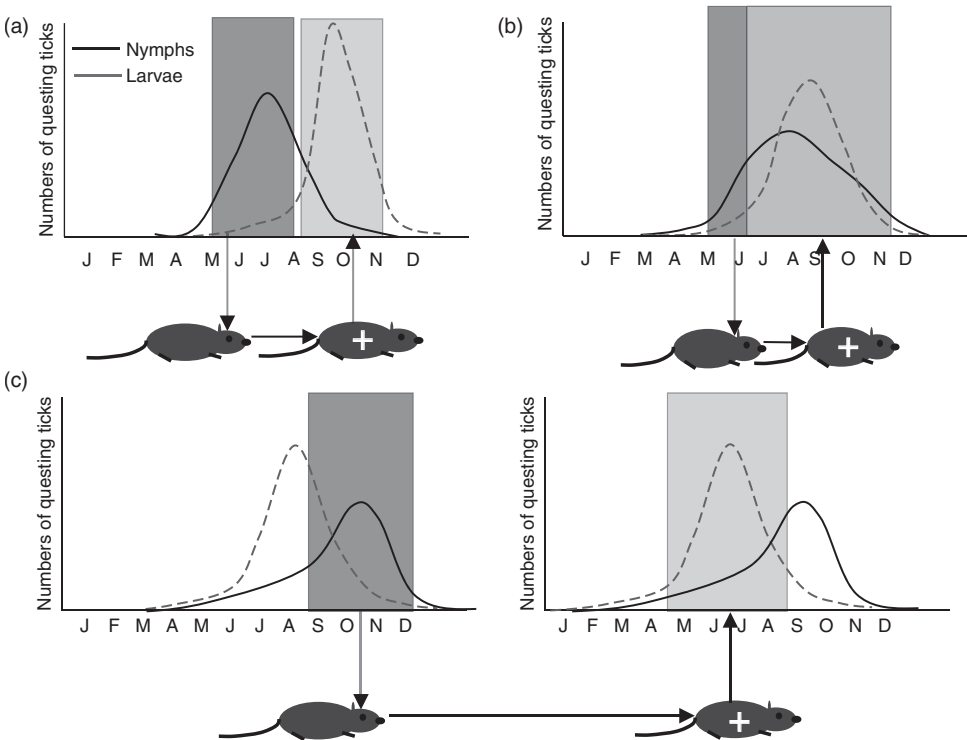 (a)
Numbers of questing ticks
Nymphs
Larvae
J F M A M J J A S O N D
(b)
Numbers of questing ticks
J F M A M J J A S O N D
+
+
(c)
Numbers of questing ticks
J F M A M J J A S O N D
Numbers of questing ticks
J F M A M J J A S O N D
+